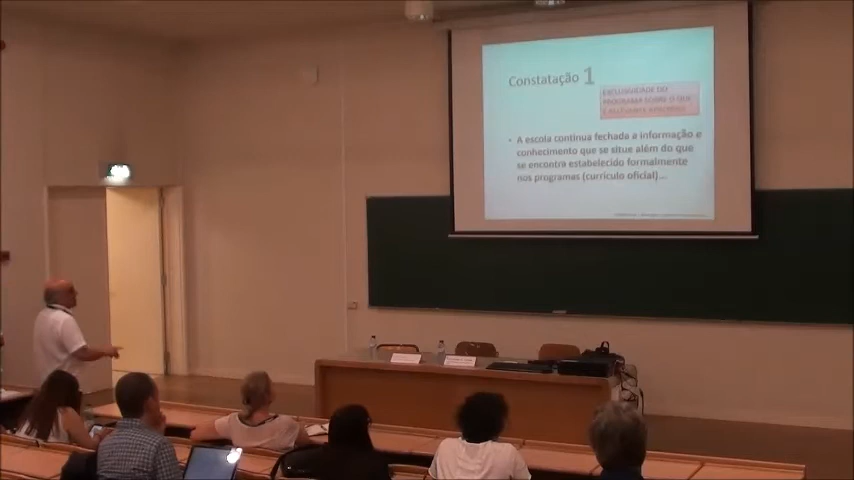 Constatação 1
EXCLUSIVIDADE DO
PROGRAMA SOBRE O QUE
• A escola continua fechada a informação e
conhecimento que se situe além do que
se encontra estabelecido formalmente
nos programas (currículo oficial)...